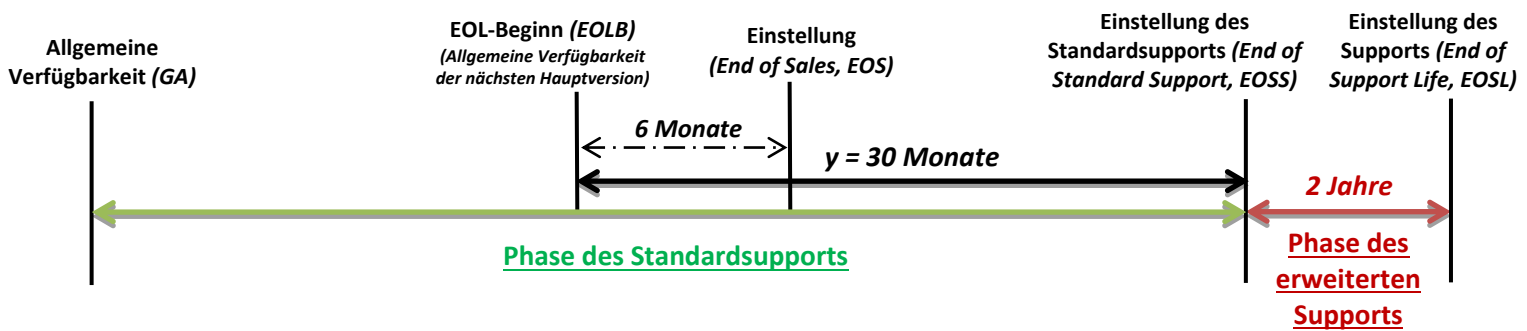 Allgemeine
Verfügbarkeit (GA)
EOL-Beginn (EOLB)
(Allgemeine Verfügbarkeit
der nächsten Hauptversion)
Einstellung
(End of Sales, EOS)
Einstellung des
Standardsupports (End of
Standard Support, EOSS)
Einstellung des
Supports (End of
Support Life, EOSL)
6 Monate
y = 30 Monate
2 Jahre
Phase des Standardsupports
Phase des
erweiterten
Supports